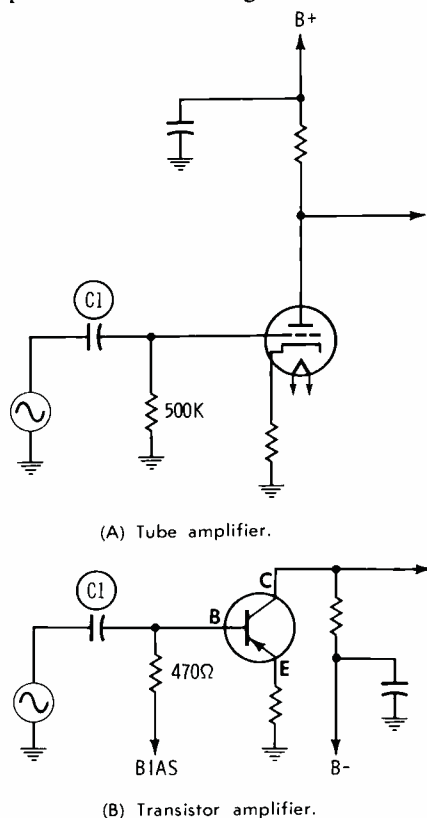 B+
C1
500K
(A) Tube amplifier.
C1
B
C
E
470Ω
BIAS
B-
(B) Transistor amplifier.